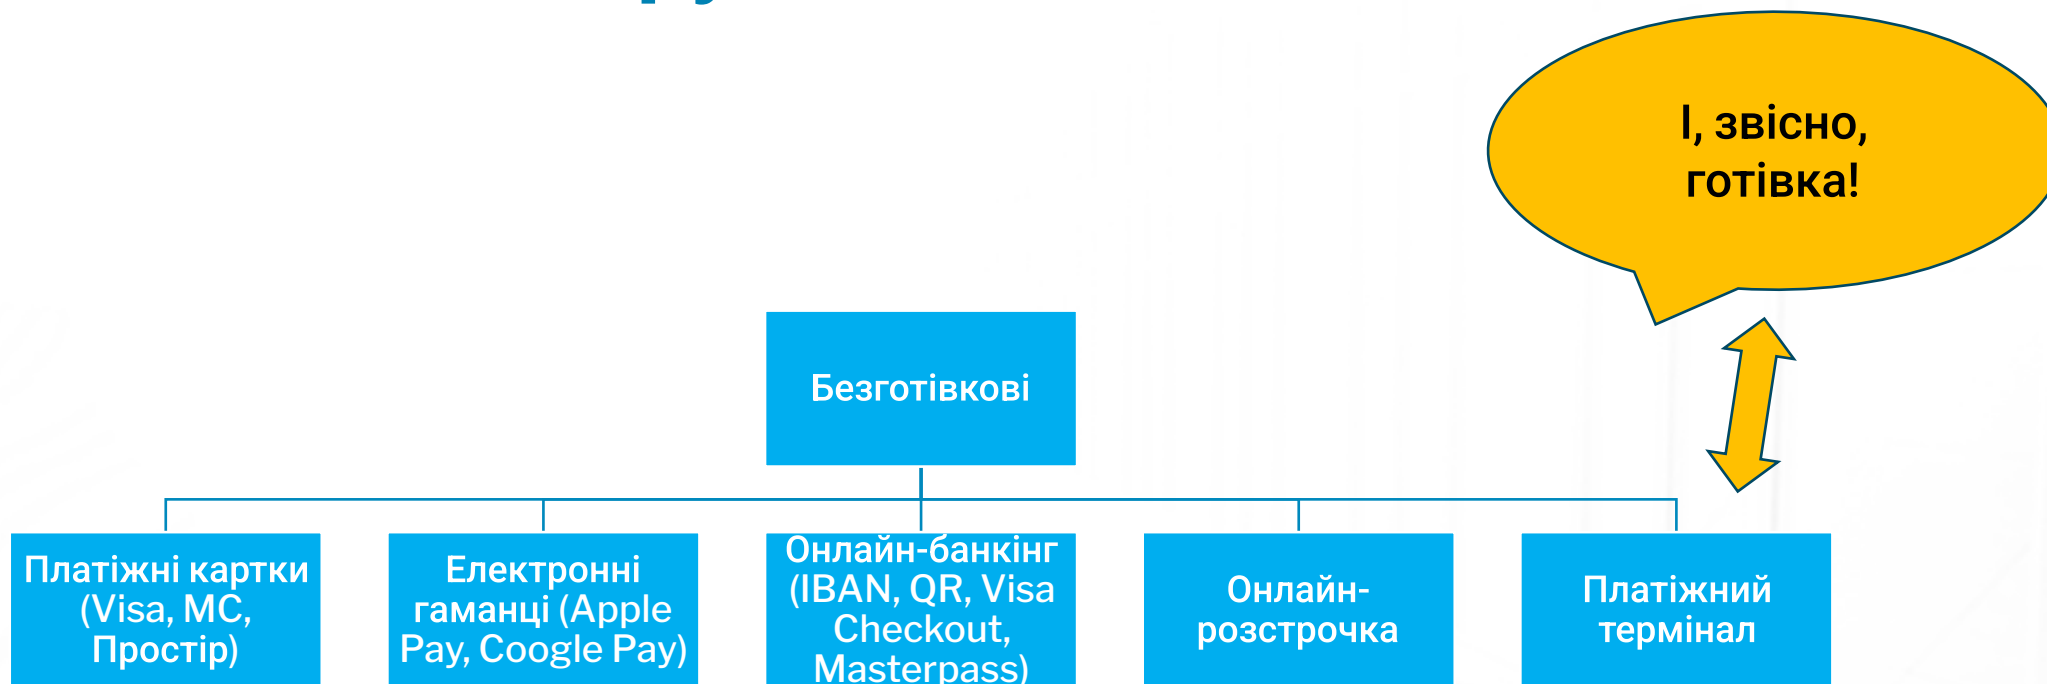 І, звісно,
готівка!
Безготівкові
Платіжні картки
(Visa, MC,
Простір)
Електронні
гаманці (Apple
Pay, Coogle Pay)
Онлайн-банкінг
(IBAN, QR, Visa
Checkout,
Masterpass)
Онлайн-
розстрочка
Платіжний
термінал